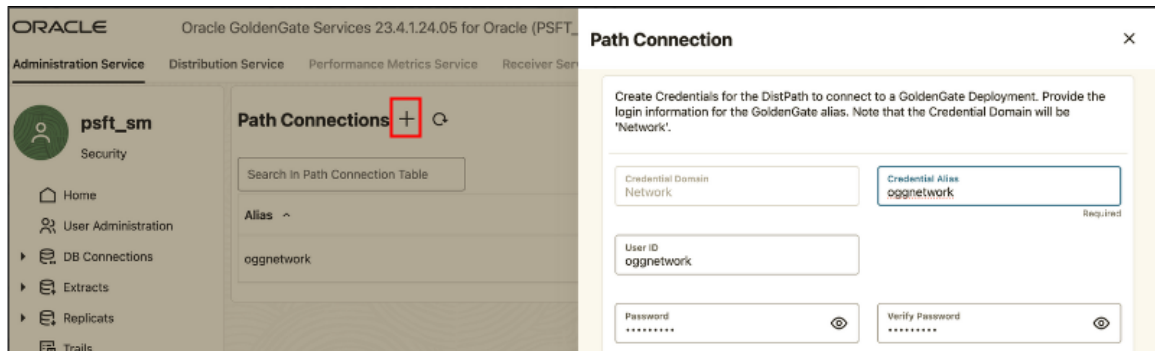 ORACLE
Oracle GoldenGate Services 23.4.1.24.05 for Oracle (PSFT_
Administration Service
Distribution Service
Performance Metrics Service
Receiver Ser
psft_sm
Security
Home
User Administration
DB Connections
Extracts
Replicats
Trails
Path Connections
Search In Path Connection Table
Alias
oggnetwork
Path Connection
Create Credentials for the DistPath to connect to a GoldenGate Deployment. Provide the
login information for the GoldenGate alias. Note that the Credential Domain will be
'Network'.
Credential Domain
Network
Credential Alias
oggnetwork
Required
User ID
oggnetwork
Password
•••••••••
Verify Password
•••••••••